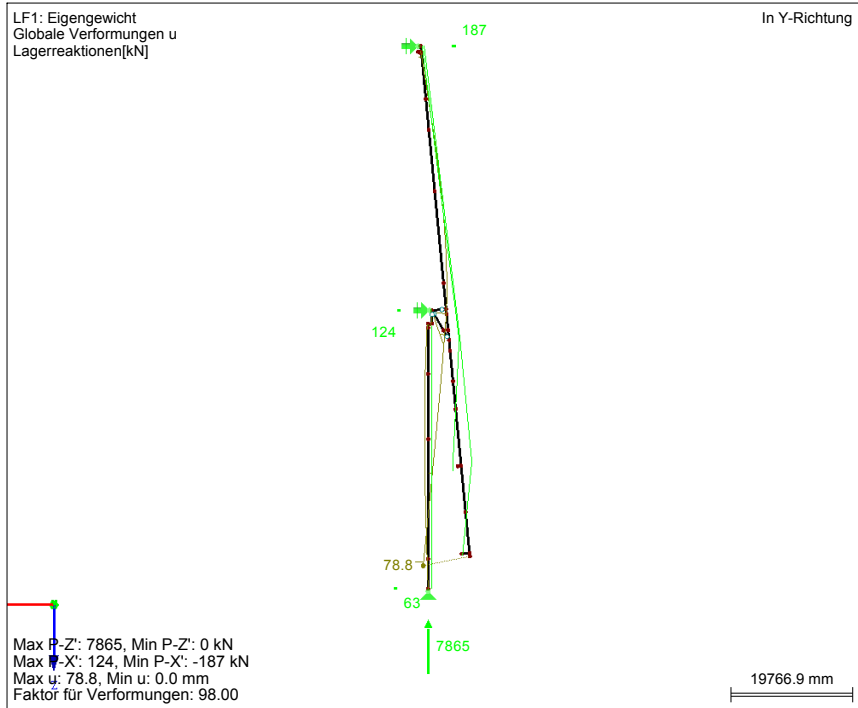 LF1: Eigengewicht
Globale Verformungen u
Lagerreaktionen[kN]
In Y-Richtung
187
124
78.8
63
7865
Z
Max P-Z': 7865, Min P-Z': 0 kN
Max P-X': 124, Min P-X': -187 kN
Max u: 78.8, Min u: 0.0 mm
Faktor für Verformungen: 98.00
19766.9 mm